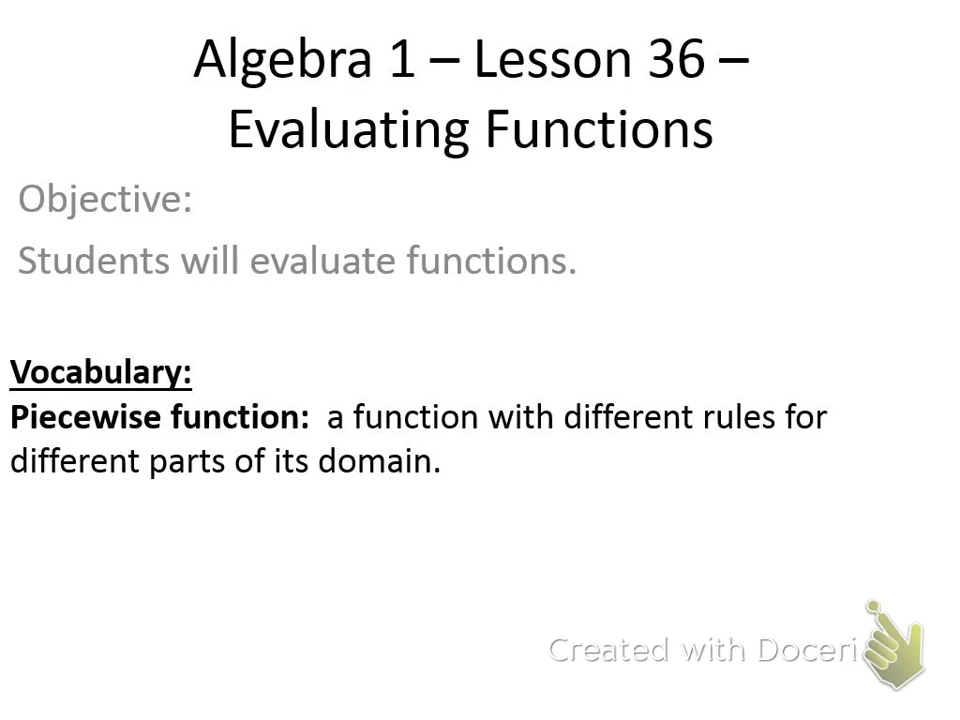 Algebra 1 – Lesson 36 –
Evaluating Functions
Objective:
Students will evaluate functions.
Vocabulary:
Piecewise function:  a function with different rules for
different parts of its domain.
Created with Doceri